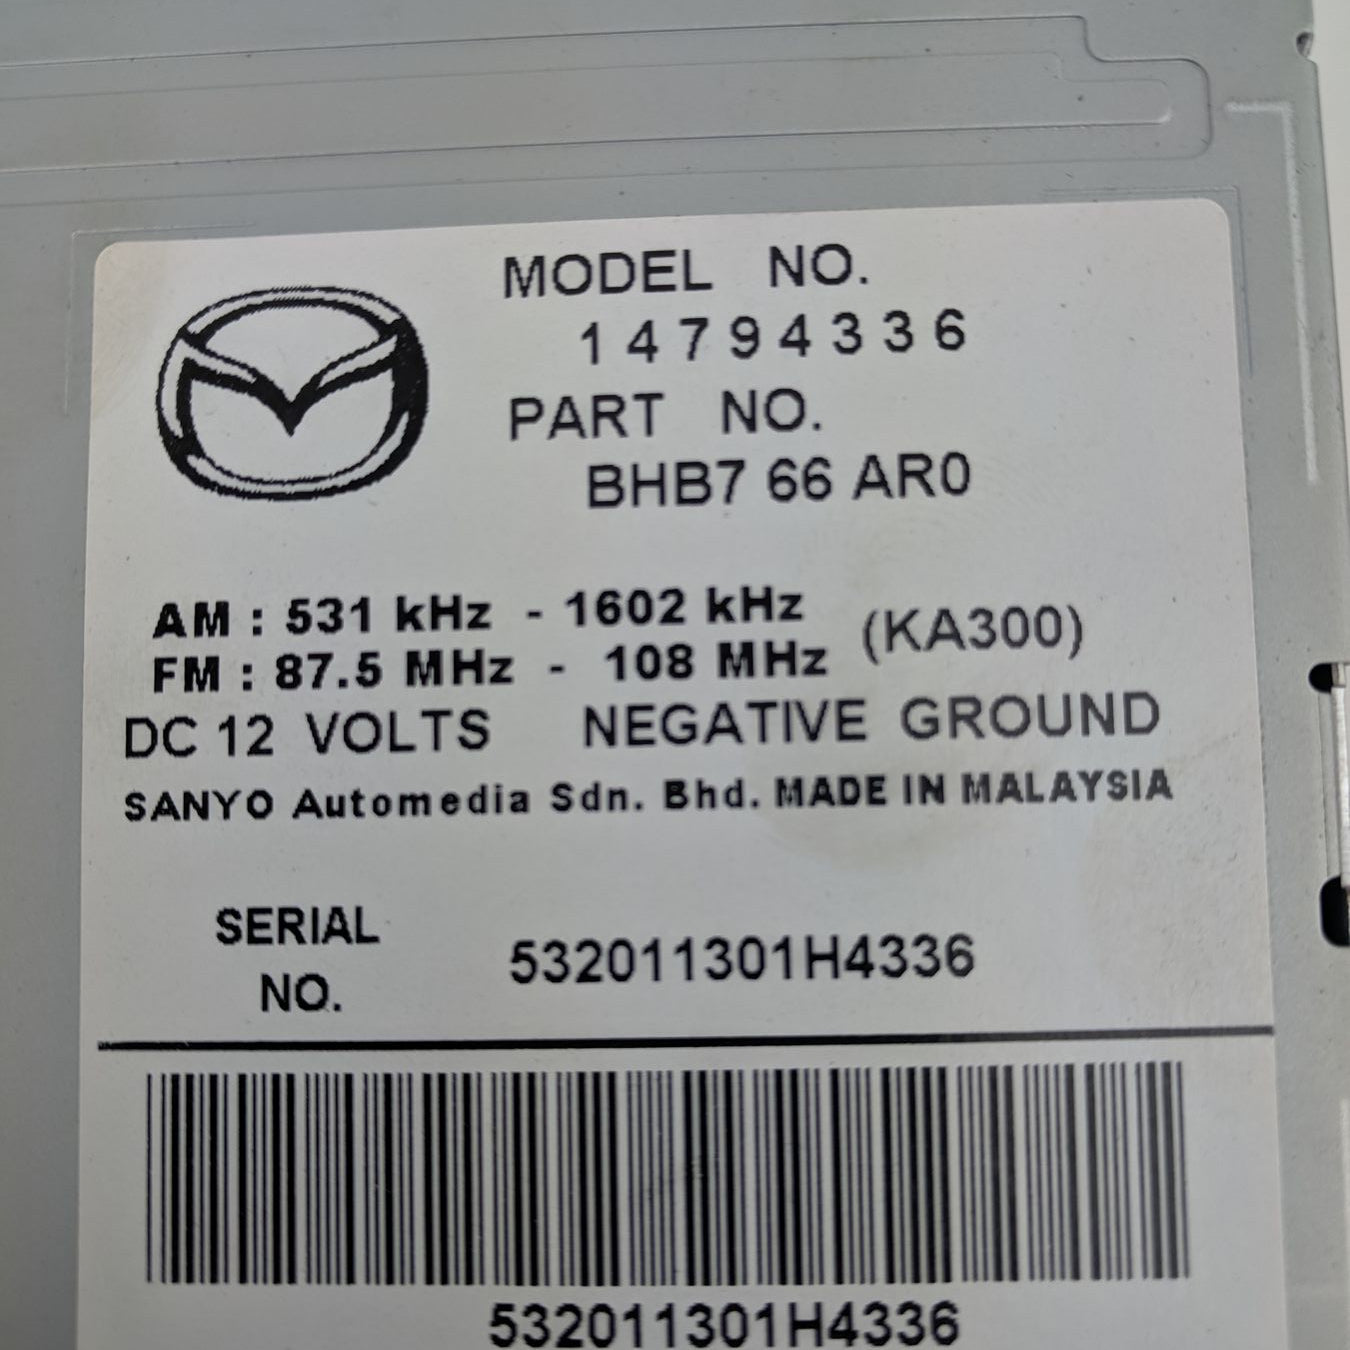 MODEL NO.
14794336
PART NO.
BHB7 66 AR0
AM : 531 kHz - 1602 kHz (KA300)
FM : 87.5 MHz - 108 MHz
DC 12 VOLTS NEGATIVE GROUND
SANYO Automedia Sdn. Bhd. MADE IN MALAYSIA
SERIAL NO. 532011301H4336
532011301H4336